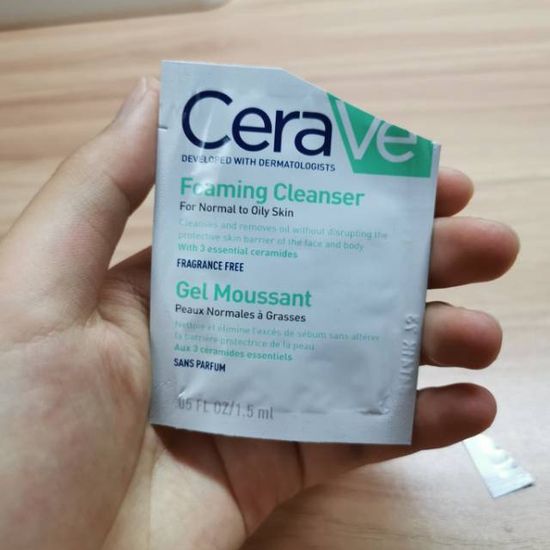 CeraVe
DEVELOPED WITH DERMATOLOGISTS
Foaming Cleanser
For Normal to Oily Skin
Cleanses and removes oil without disrupting the
protective skin barrier of the face and body
With 3 essential ceramides
FRAGRANCE FREE
Gel Moussant
Peaux Normales à Grasses
Nettoie et élimine l'excès de sébum sans altérer
la barrière protectrice de la peau
Aux 3 céramides essentiels
SANS PARFUM
.05 FL OZ/1,5 ml